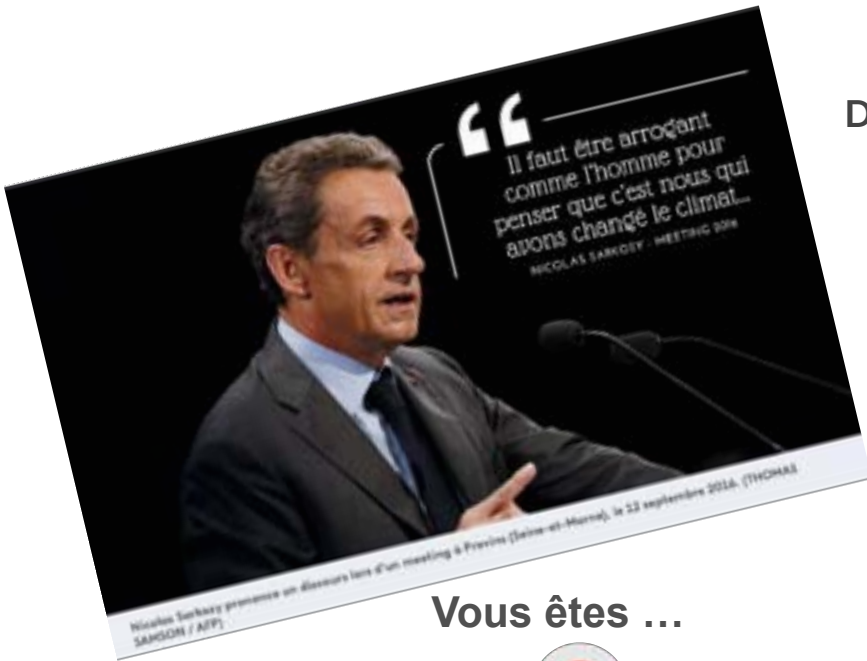 “
Il faut être arrogant
comme l'homme pour
penser que c'est nous qui
avons changé le climat...
NICOLAS SARKOZY - MEETING 2016
D
Nicolas Sarkozy prononce un discours lors d'un meeting à Provins (Seine-et-Marne), le 12 septembre 2016. (THOMAS
SAMSON / AFP)
Vous êtes ...